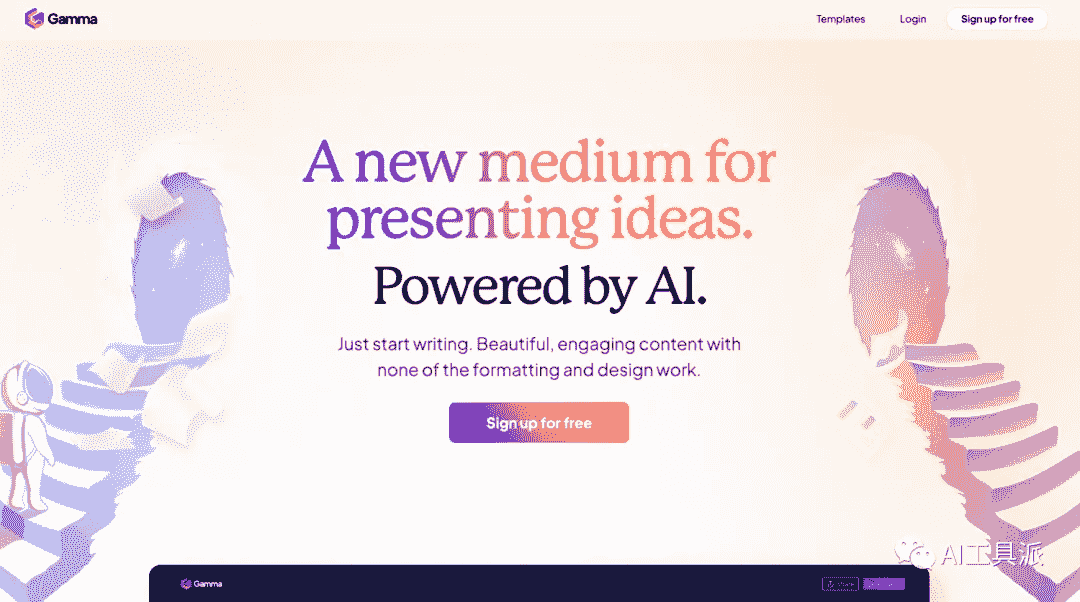 Gamma
Templates
Login
Sign up for free
A new medium for
presenting ideas.
Powered by AI.
Just start writing. Beautiful, engaging content with
none of the formatting and design work.
Sign up for free
AI工具派
Gamma
Share